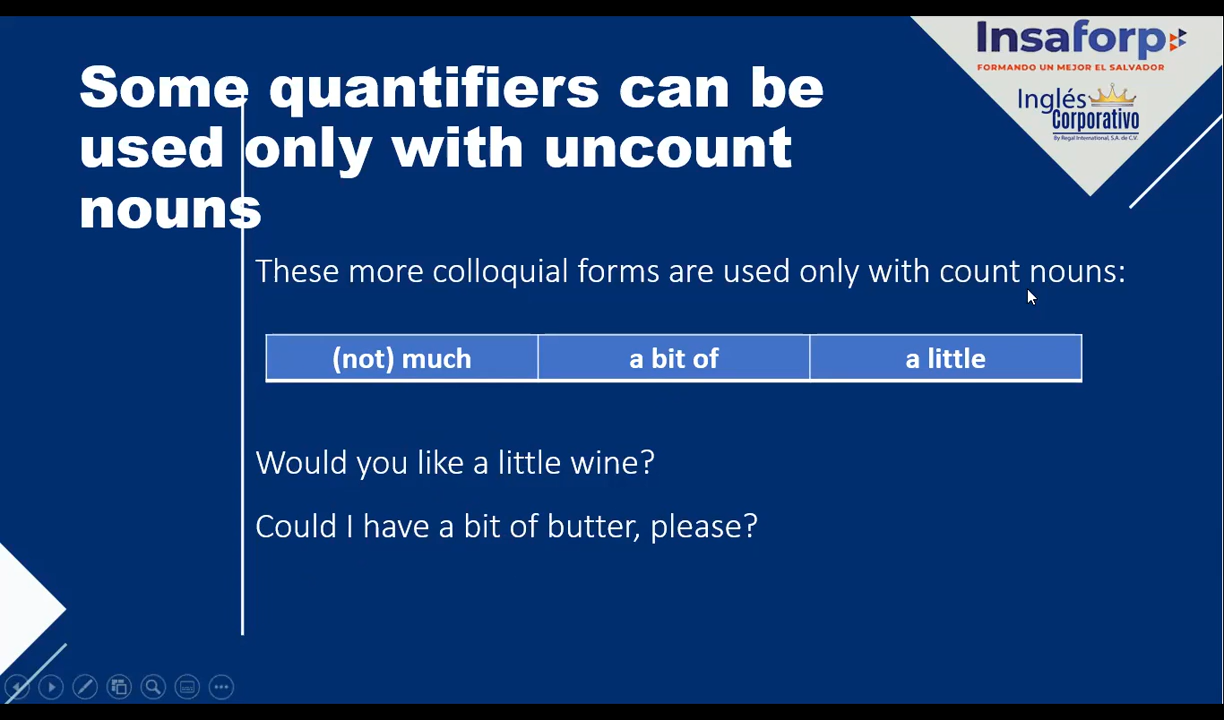 Insaforp
FORMANDO UN MEJOR EL SALVADOR
Inglés
Corporativo
By Regal International, S.A. de C.V.
Some quantifiers can be
used only with uncount
nouns
These more colloquial forms are used only with count nouns:
(not) much a bit of a little
Would you like a little wine?
Could I have a bit of butter, please?